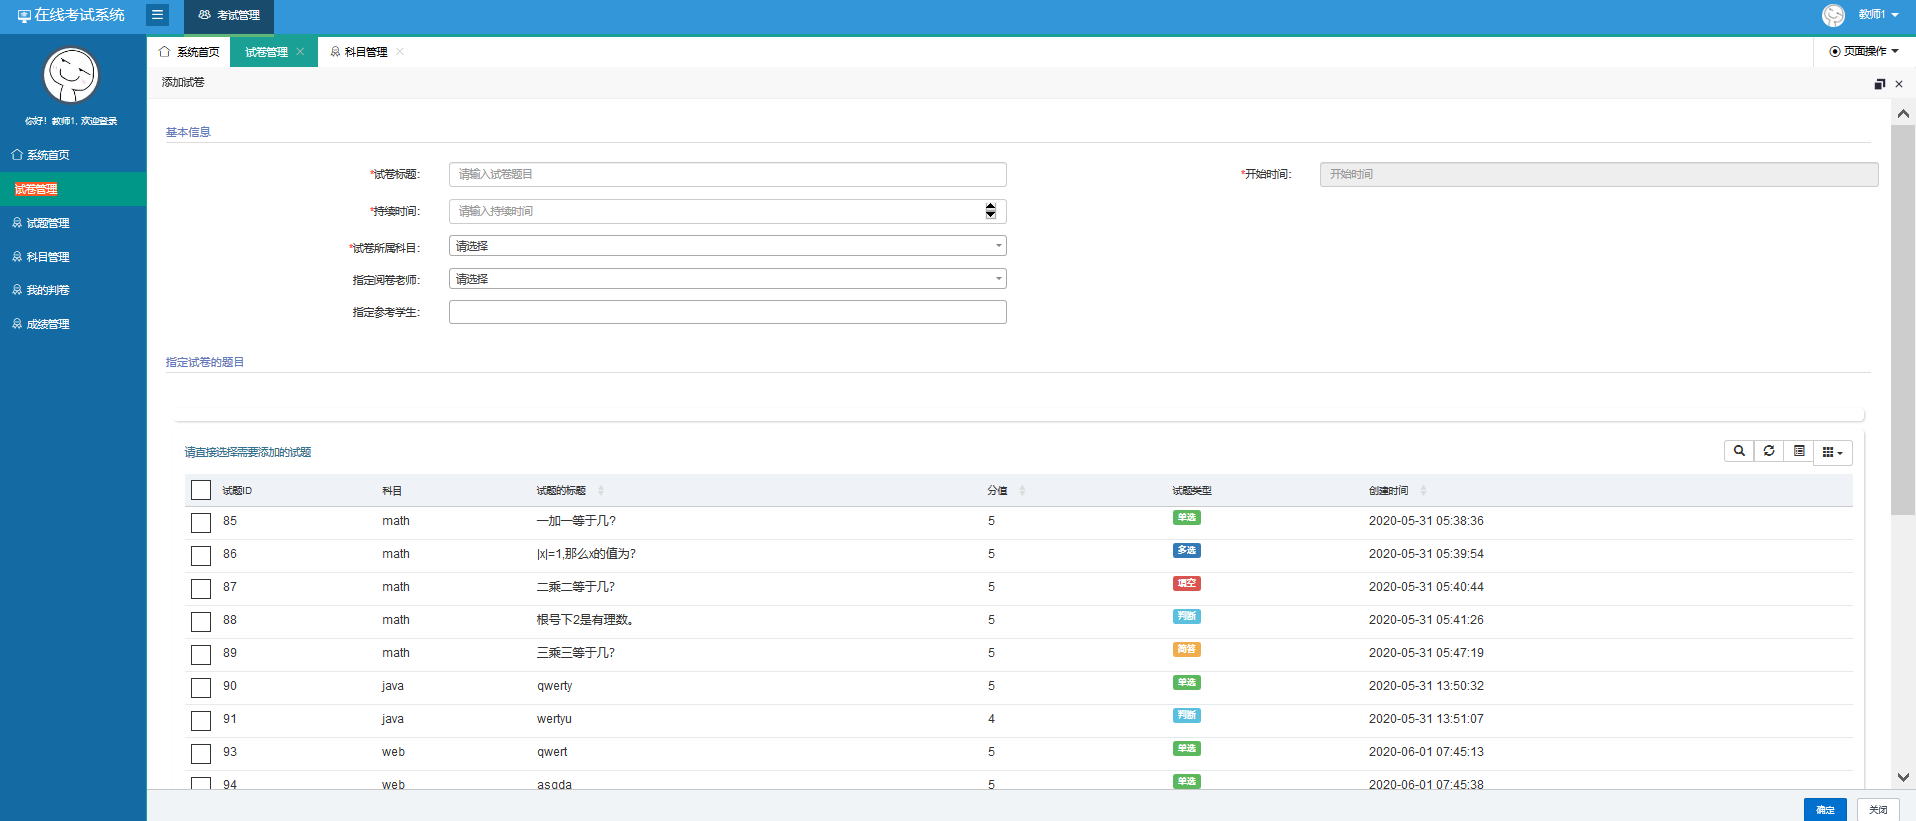 在线考试系统
考试管理
教师1
系统首页
试卷管理
科目管理
页面操作
你好！教师1，欢迎登录
系统首页
试卷管理
试题管理
科目管理
我的判卷
成绩管理
添加试卷
基本信息
*试卷标题：
请输入试卷题目
*开始时间：
开始时间
*持续时间：
请输入持续时间
*试卷所属科目：
请选择
指定阅卷老师：
请选择
指定参考学生：
指定试卷的题目
请直接选择需要添加的试题
试题ID 科目 试题的标题 分值 试题类型 创建时间
85 math 一加一等于几? 5 单选 2020-05-31 05:38:36
86 math |x|=1,那么x的值为? 5 多选 2020-05-31 05:39:54
87 math 二乘二等于几? 5 填空 2020-05-31 05:40:44
88 math 根号下2是有理数。 5 判断 2020-05-31 05:41:26
89 math 三乘三等于几? 5 简答 2020-05-31 05:47:19
90 java qwerty 5 单选 2020-05-31 13:50:32
91 java wertyu 4 判断 2020-05-31 13:51:07
93 web qwert 5 单选 2020-06-01 07:45:13
94 web asgda 5 单选 2020-06-01 07:45:38
确定
关闭